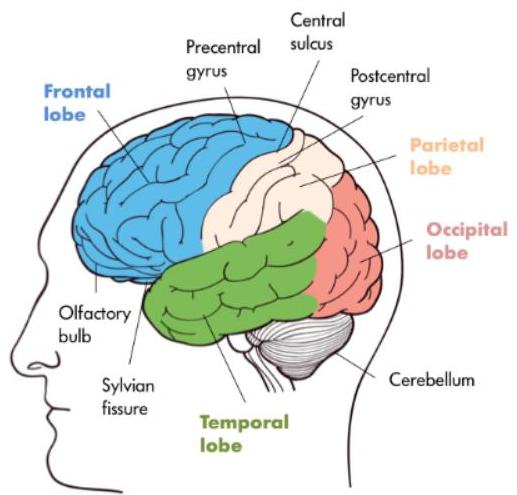 Central
sulcus
Precentral
gyrus
Postcentral
gyrus
Frontal
lobe
Parietal
lobe
Occipital
lobe
Olfactory
bulb
Sylvian
fissure
Cerebellum
Temporal
lobe